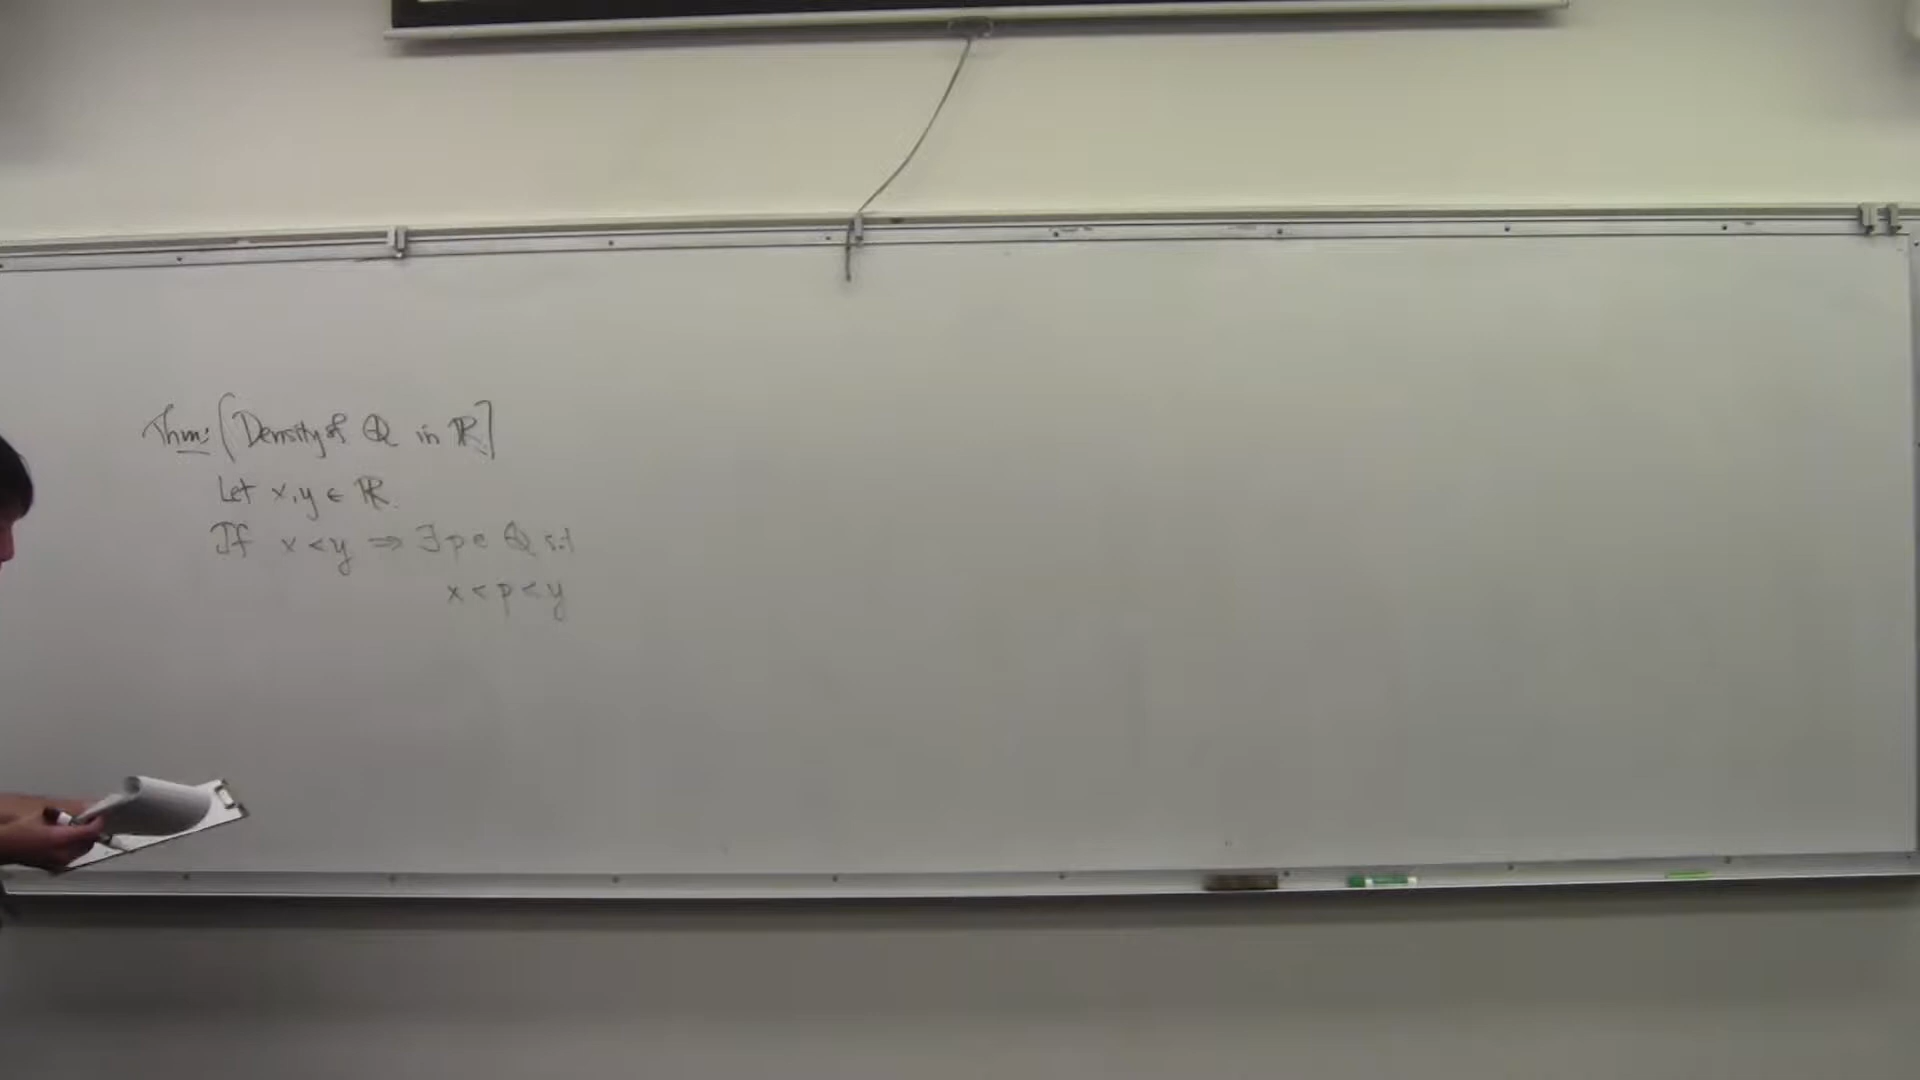 Thm: (Density of ℚ in ℝ]
Let x, y ∈ ℝ.
If x < y ⇒ ∃ p ∈ ℚ s.t
x < p < y